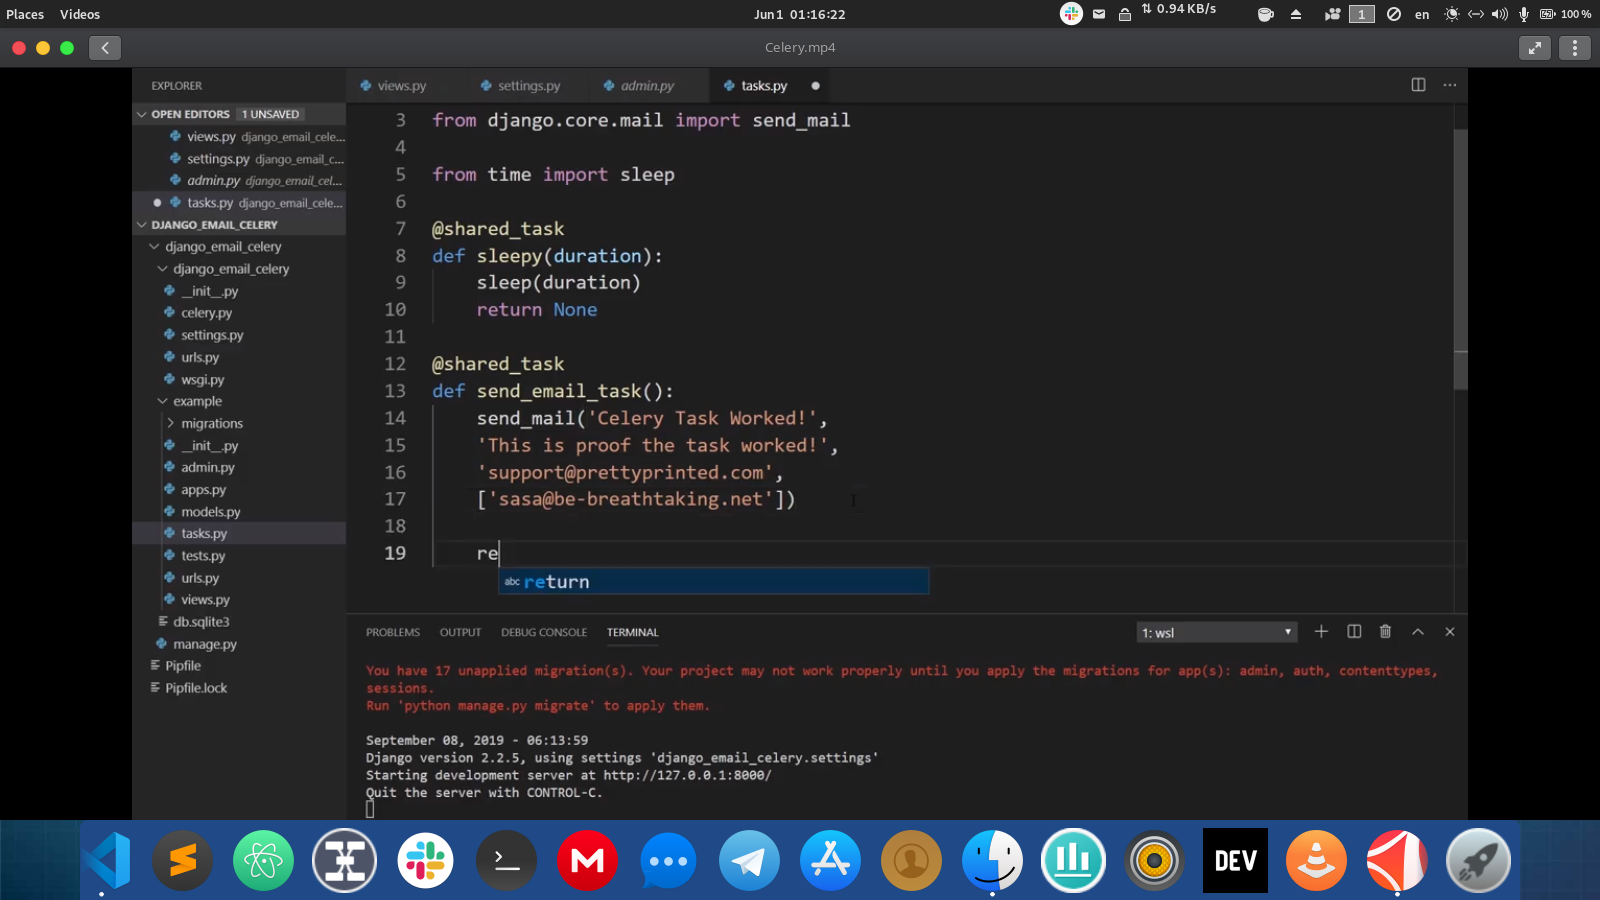 Places Videos Jun 1 01:16:22 ⇅ 0.94 KB/s 1 en 100 %
Celery.mp4
EXPLORER
OPEN EDITORS 1 UNSAVED
views.py django_email_cele...
settings.py django_email_c...
admin.py django_email_cel...
tasks.py django_email_cele...
DJANGO_EMAIL_CELERY
django_email_celery
django_email_celery
__init__.py
celery.py
settings.py
urls.py
wsgi.py
example
migrations
__init__.py
admin.py
apps.py
models.py
tasks.py
tests.py
urls.py
views.py
db.sqlite3
manage.py
Pipfile
Pipfile.lock
views.py settings.py admin.py tasks.py
3 from django.core.mail import send_mail
4
5 from time import sleep
6
7 @shared_task
8 def sleepy(duration):
9 sleep(duration)
10 return None
11
12 @shared_task
13 def send_email_task():
14 send_mail('Celery Task Worked!',
15 'This is proof the task worked!',
16 'support@prettyprinted.com',
17 ['sasa@be-breathtaking.net'])
18
19 re
abc return
PROBLEMS OUTPUT DEBUG CONSOLE TERMINAL 1: wsl
You have 17 unapplied migration(s). Your project may not work properly until you apply the migrations for app(s): admin, auth, contenttypes,
sessions.
Run 'python manage.py migrate' to apply them.
September 08, 2019 - 06:13:59
Django version 2.2.5, using settings 'django_email_celery.settings'
Starting development server at http://127.0.0.1:8000/
Quit the server with CONTROL-C.
DEV